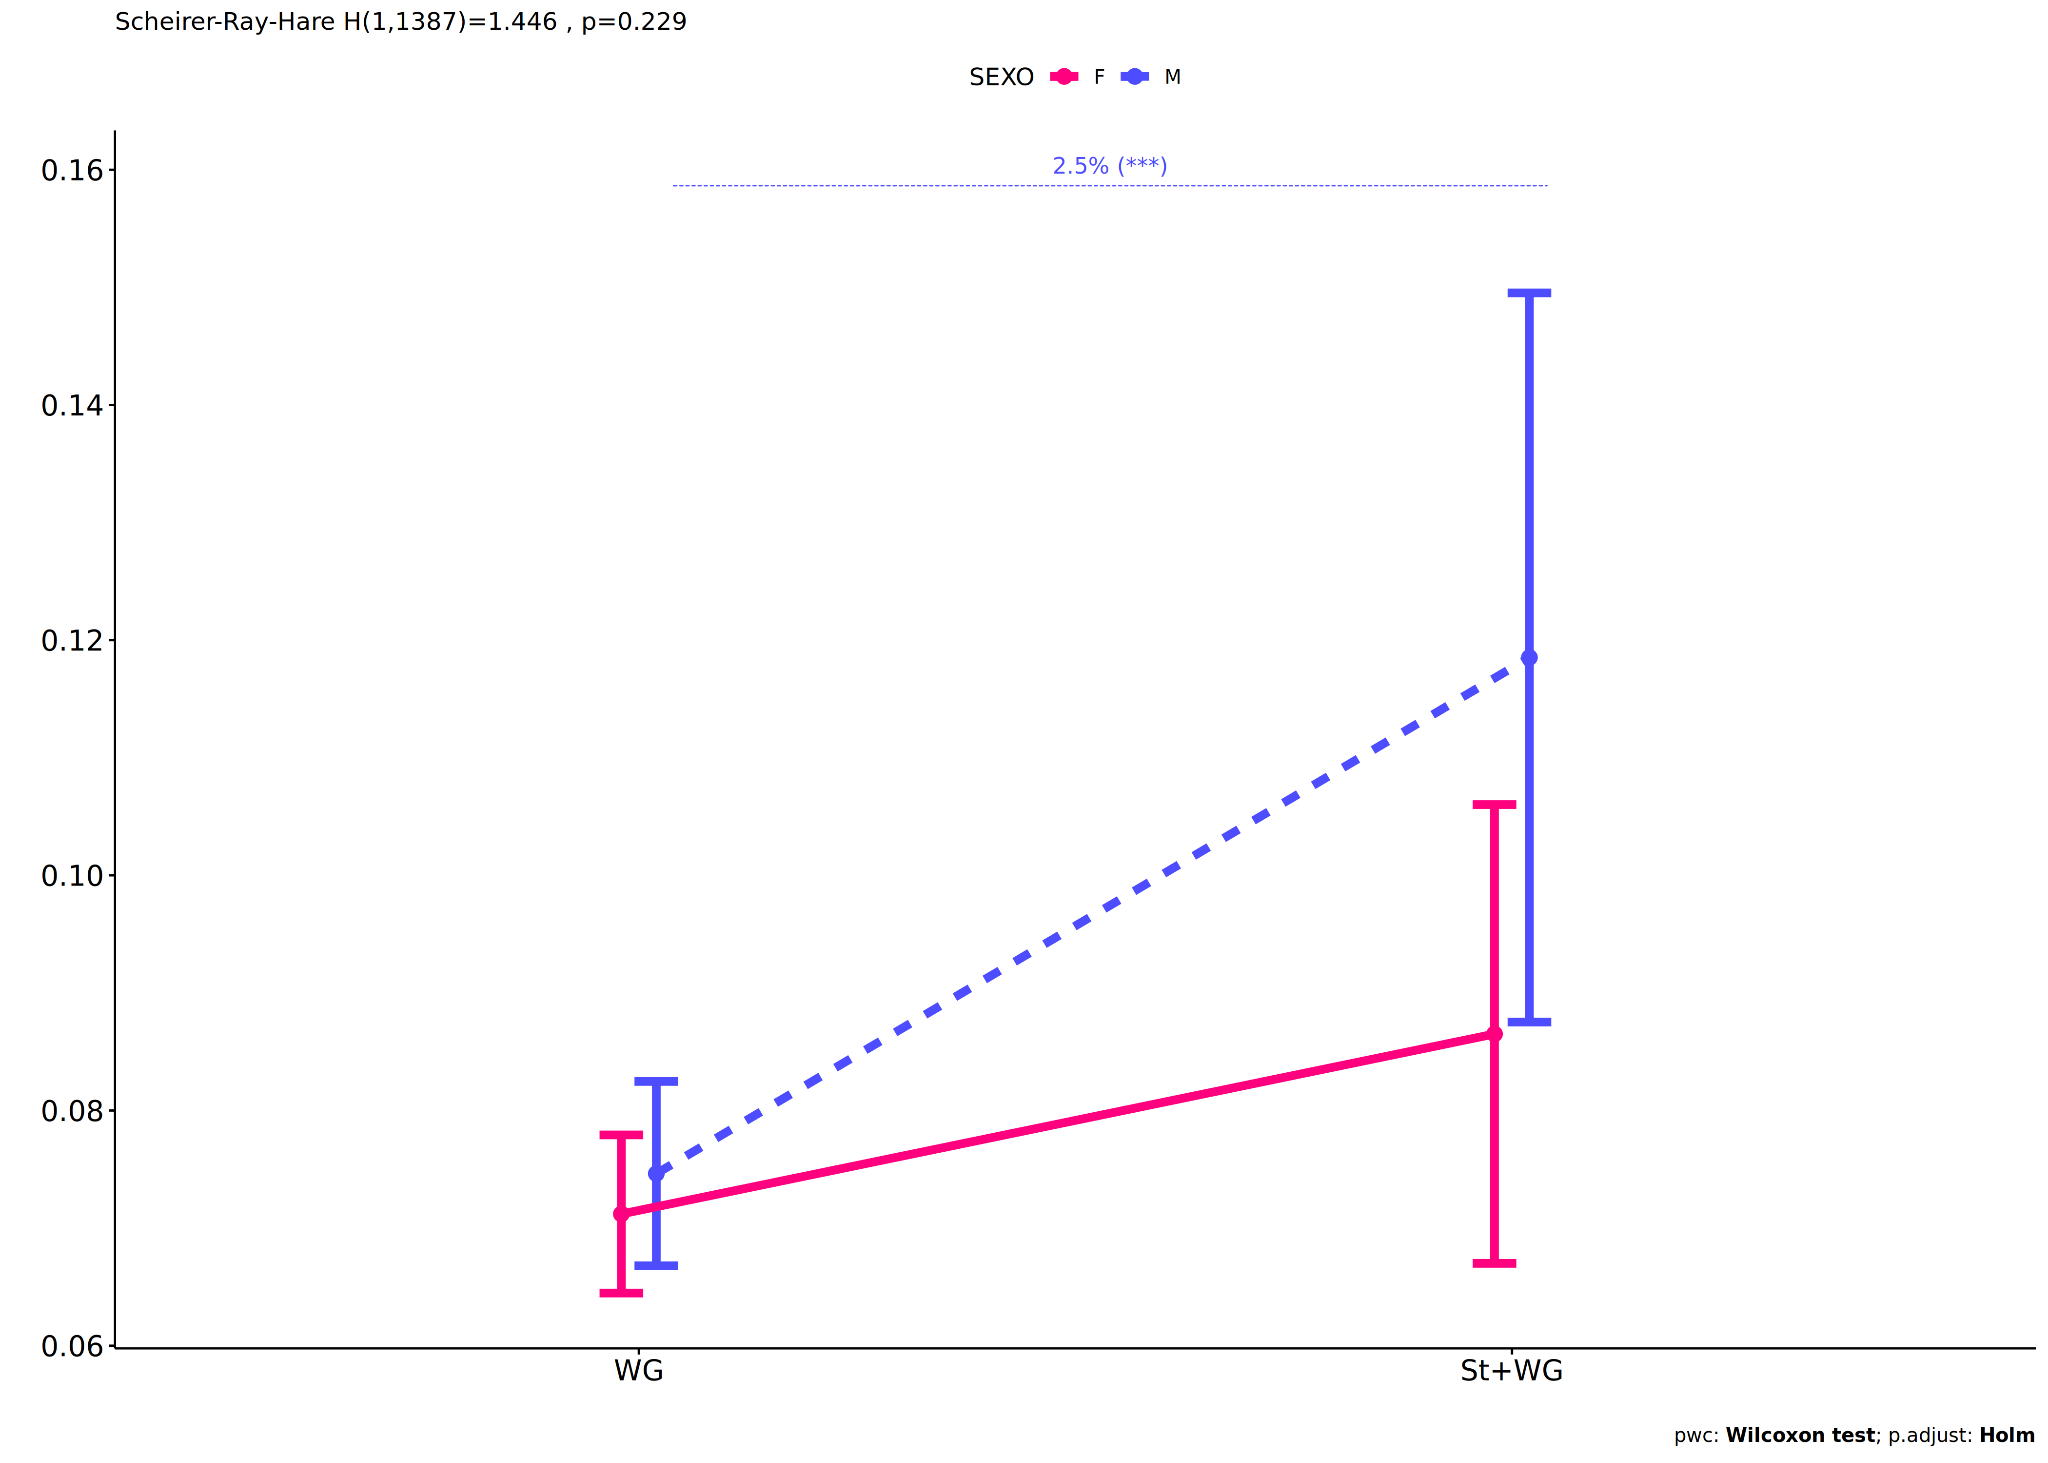 Scheirer-Ray-Hare H(1,1387)=1.446 , p=0.229
SEXO F M
2.5% (***)
0.16
0.14
0.12
0.10
0.08
0.06
WG St+WG
pwc: Wilcoxon test; p.adjust: Holm